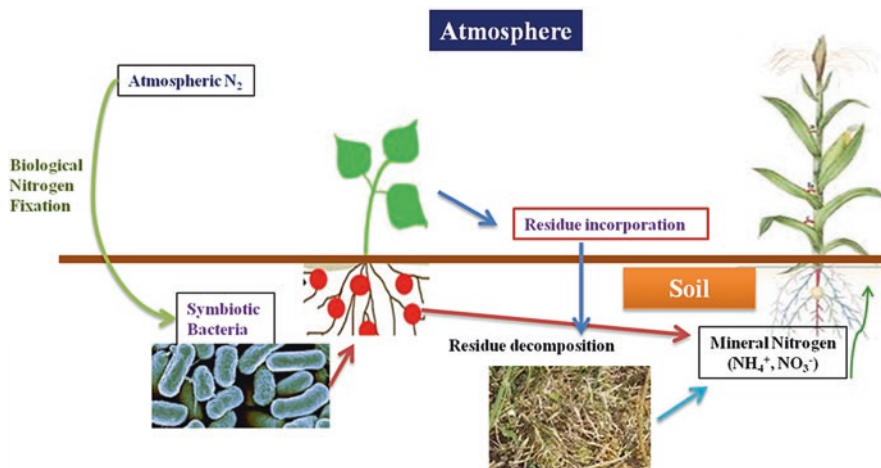 Atmosphere
Atmospheric N₂
Biological
Nitrogen
Fixation
Residue incorporation
Soil
Symbiotic
Bacteria
Residue decomposition
Mineral Nitrogen
(NH₄⁺, NO₃⁻)